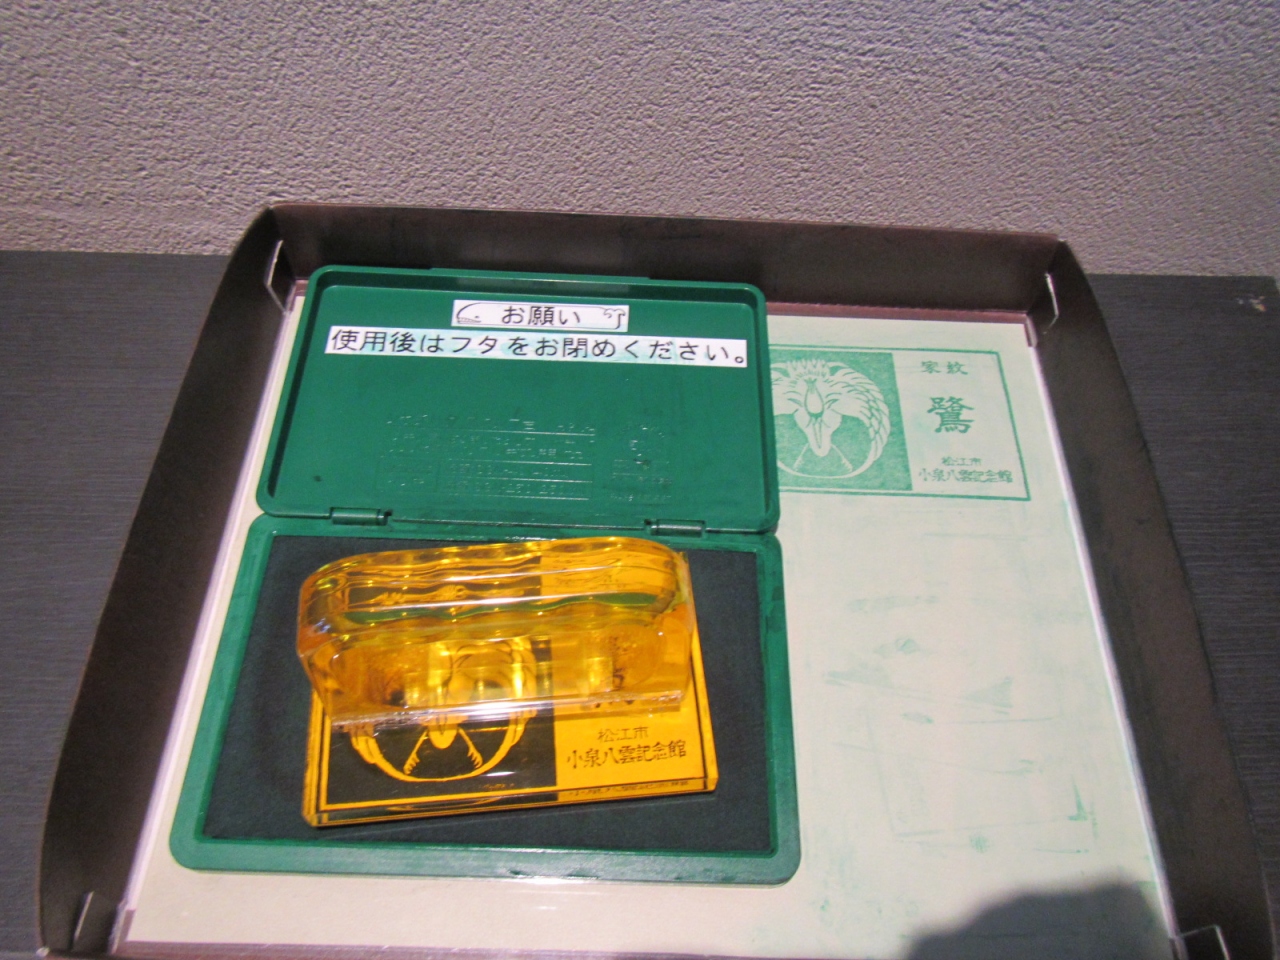 お願い
使用後はフタをお閉めください。
家紋
鷺
松江市
小泉八雲記念館
松江市
小泉八雲記念館